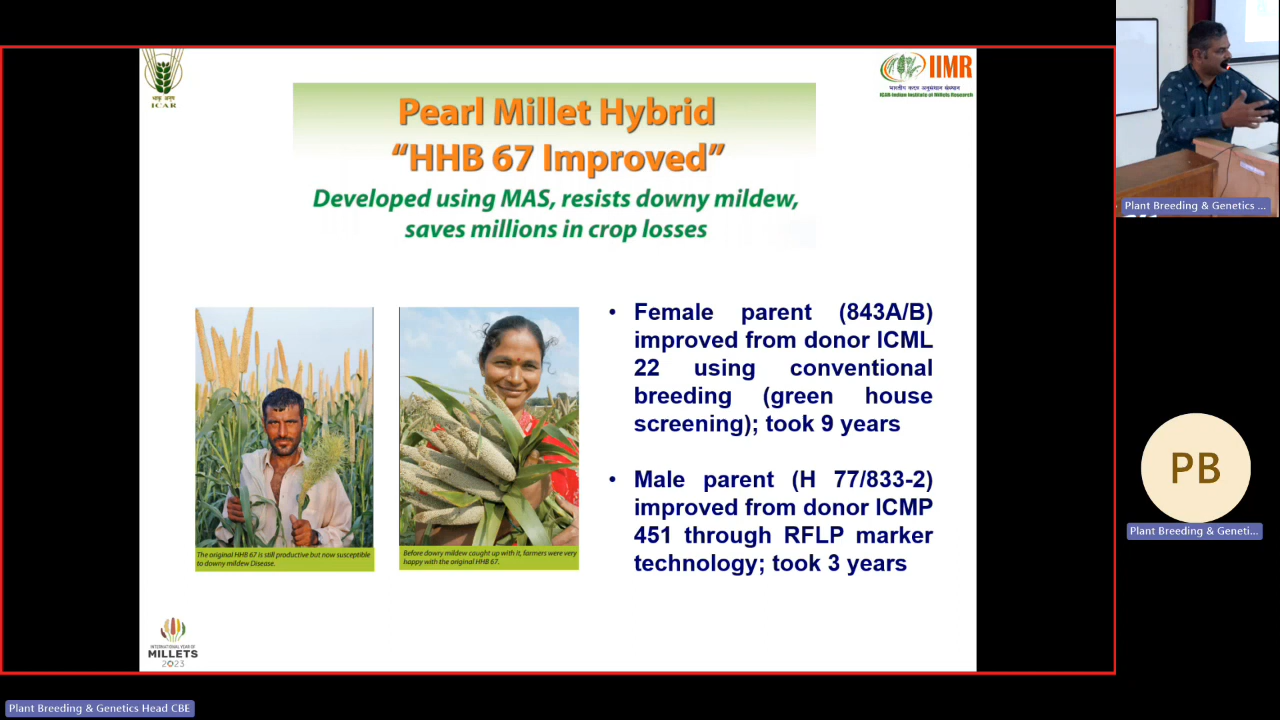 ICAR
IIMR
ICAR-Indian Institute of Millets Research
Pearl Millet Hybrid
“HHB 67 Improved”
Developed using MAS, resists downy mildew,
saves millions in crop losses
• Female parent (843A/B)
improved from donor ICML
22 using conventional
breeding (green house
screening); took 9 years
• Male parent (H 77/833-2)
improved from donor ICMP
451 through RFLP marker
technology; took 3 years
The original HHB 67 is still productive but now susceptible
to downy mildew Disease.
Before downy mildew caught up with it, farmers were very
happy with the original HHB 67.
INTERNATIONAL YEAR OF
MILLETS
2023
Plant Breeding & Genetics ...
PB
Plant Breeding & Geneti...
Plant Breeding & Genetics Head CBE